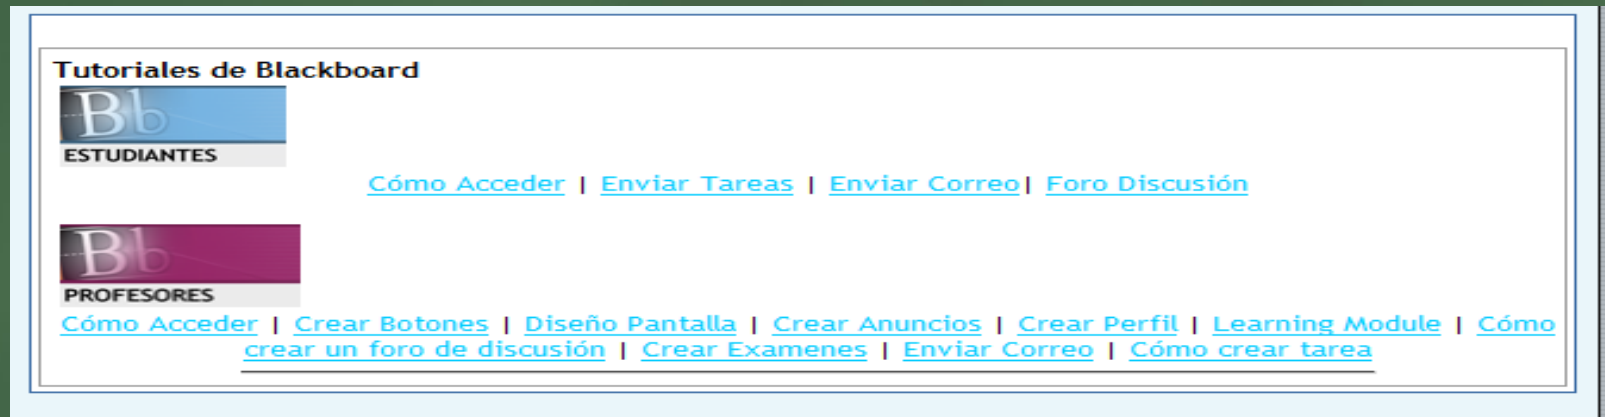 Tutoriales de Blackboard
Bb
ESTUDIANTES
Cómo Acceder | Enviar Tareas | Enviar Correo| Foro Discusión
Bb
PROFESORES
Cómo Acceder | Crear Botones | Diseño Pantalla | Crear Anuncios | Crear Perfil | Learning Module | Cómo
crear un foro de discusión | Crear Examenes | Enviar Correo | Cómo crear tarea